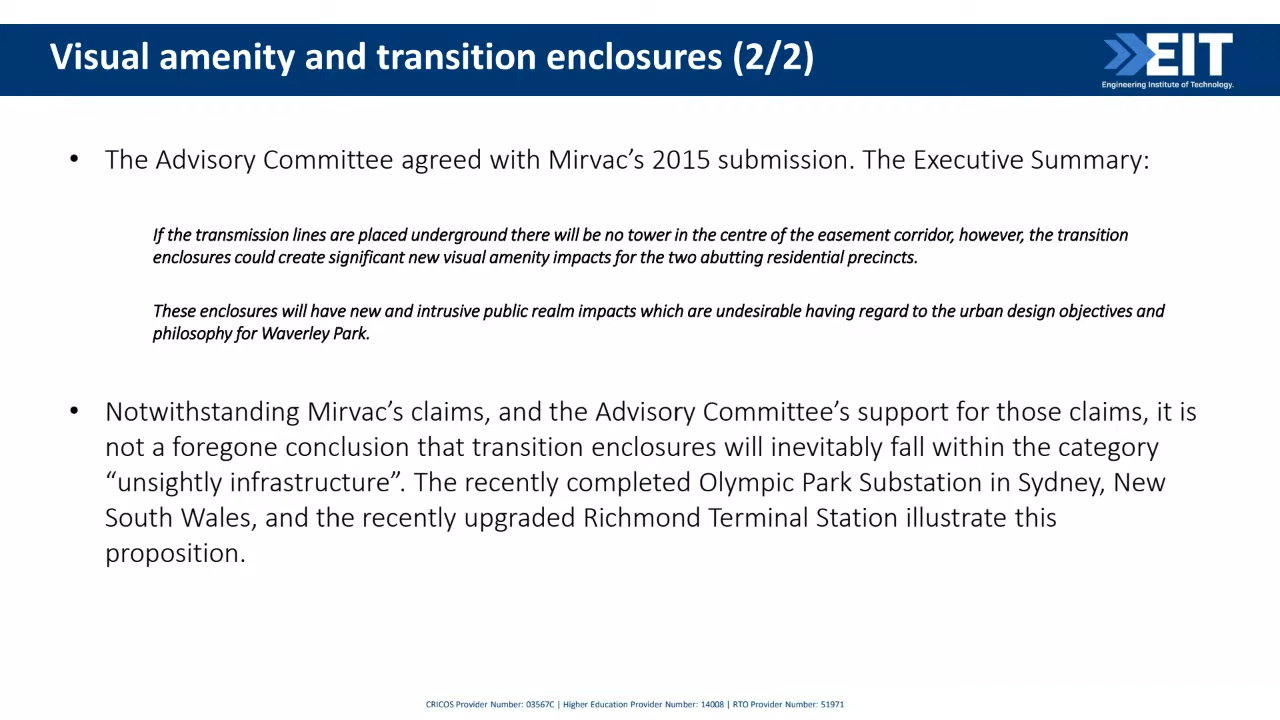 Visual amenity and transition enclosures (2/2)
EIT
Engineering Institute of Technology.
• The Advisory Committee agreed with Mirvac’s 2015 submission. The Executive Summary:
If the transmission lines are placed underground there will be no tower in the centre of the easement corridor, however, the transition
enclosures could create significant new visual amenity impacts for the two abutting residential precincts.
These enclosures will have new and intrusive public realm impacts which are undesirable having regard to the urban design objectives and
philosophy for Waverley Park.
• Notwithstanding Mirvac’s claims, and the Advisory Committee’s support for those claims, it is
not a foregone conclusion that transition enclosures will inevitably fall within the category
“unsightly infrastructure”. The recently completed Olympic Park Substation in Sydney, New
South Wales, and the recently upgraded Richmond Terminal Station illustrate this
proposition.
CRICOS Provider Number: 03567C | Higher Education Provider Number: 14008 | RTO Provider Number: 51971